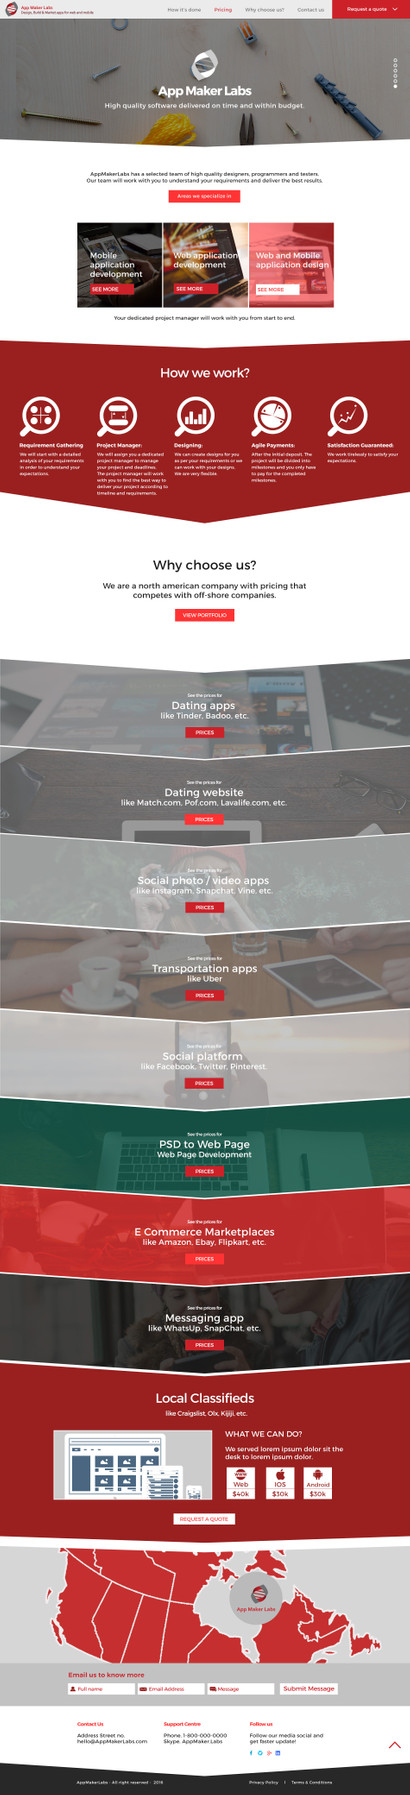 App Maker Labs
Design, Build & Market apps for web and mobile
How it's done
Pricing
Why choose us?
Contact us
Request a quote
App Maker Labs
High quality software delivered on time and within budget.
AppMakerLabs has a selected team of high quality designers, programmers and testers.
Our team will work with you to understand your requirements and deliver the best results.
Areas we specialize in
Mobile
application
development
SEE MORE
Web application
development
SEE MORE
Web and Mobile
application design
SEE MORE
Your dedicated project manager will work with you from start to end.
How we work?
Requirement Gathering
We will start with a detailed
analysis of your requirements
in order to understand your
expectations.
Project Manager:
We will assign you a dedicated
project manager to manage
your project and deadlines.
The project manager will work
with you to find the best way to
deliver your project according to
timeline and requirements.
Designing:
We can create designs for you
as per your requirements or we
can work with your designs.
We are very flexible.
Agile Payments:
After the initial deposit, The
project will be divided into
milestones and you only have
to pay for the completed
milestones.
Satisfaction Guaranteed:
We work tirelessly to satisfy your
expectations.
Why choose us?
We are a north american company with pricing that
competes with off-shore companies.
VIEW PORTFOLIO
See the prices for
Dating apps
like Tinder, Badoo, etc.
PRICES
See the prices for
Dating website
like Match.com, Pof.com, Lavalife.com, etc.
PRICES
See the prices for
Social photo / video apps
like Instagram, Snapchat, Vine, etc.
PRICES
See the prices for
Transportation apps
like Uber
PRICES
See the prices for
Social platform
like Facebook, Twitter, Pinterest.
PRICES
See the prices for
PSD to Web Page
Web Page Development
PRICES
See the prices for
E Commerce Marketplaces
like Amazon, Ebay, Flipkart, etc.
PRICES
See the prices for
Messaging app
like WhatsUp, SnapChat, etc.
PRICES
Local Classifieds
like Craigslist, Olx, Kijiji, etc.
WHAT WE CAN DO?
We served lorem ipsum dolor sit the
desk to lorem ipsum dolor.
Web
$40k
IOS
$30k
Android
$30k
REQUEST A QUOTE
App Maker Labs
Email us to know more
Full name
Email Address
Message
Submit Message
Contact Us
Address Street no.
hello@AppMakerLabs.com
Support Centre
Phone. 1-800-000-0000
Skype. AppMaker.Labs
Follow us
Follow our media social and
get faster update!
AppMakerLabs - All right reserved - 2016
Privacy Policy | Terms & Conditions